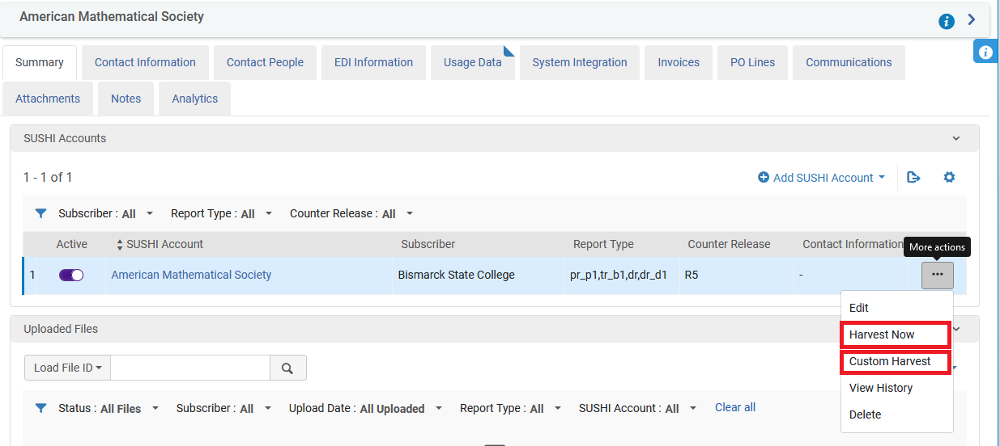 American Mathematical Society
Summary Contact Information Contact People EDI Information Usage Data System Integration Invoices PO Lines Communications
Attachments Notes Analytics
SUSHI Accounts
1 - 1 of 1 Add SUSHI Account
Subscriber : All Report Type : All Counter Release : All
Active SUSHI Account Subscriber Report Type Counter Release Contact Information More actions
1 American Mathematical Society Bismarck State College pr_p1,tr_b1,dr,dr_d1 R5 -
Edit
Uploaded Files
Harvest Now
Load File ID
Custom Harvest
View History
Status : All Files Subscriber : All Upload Date : All Uploaded Report Type : All SUSHI Account : All Clear all
Delete